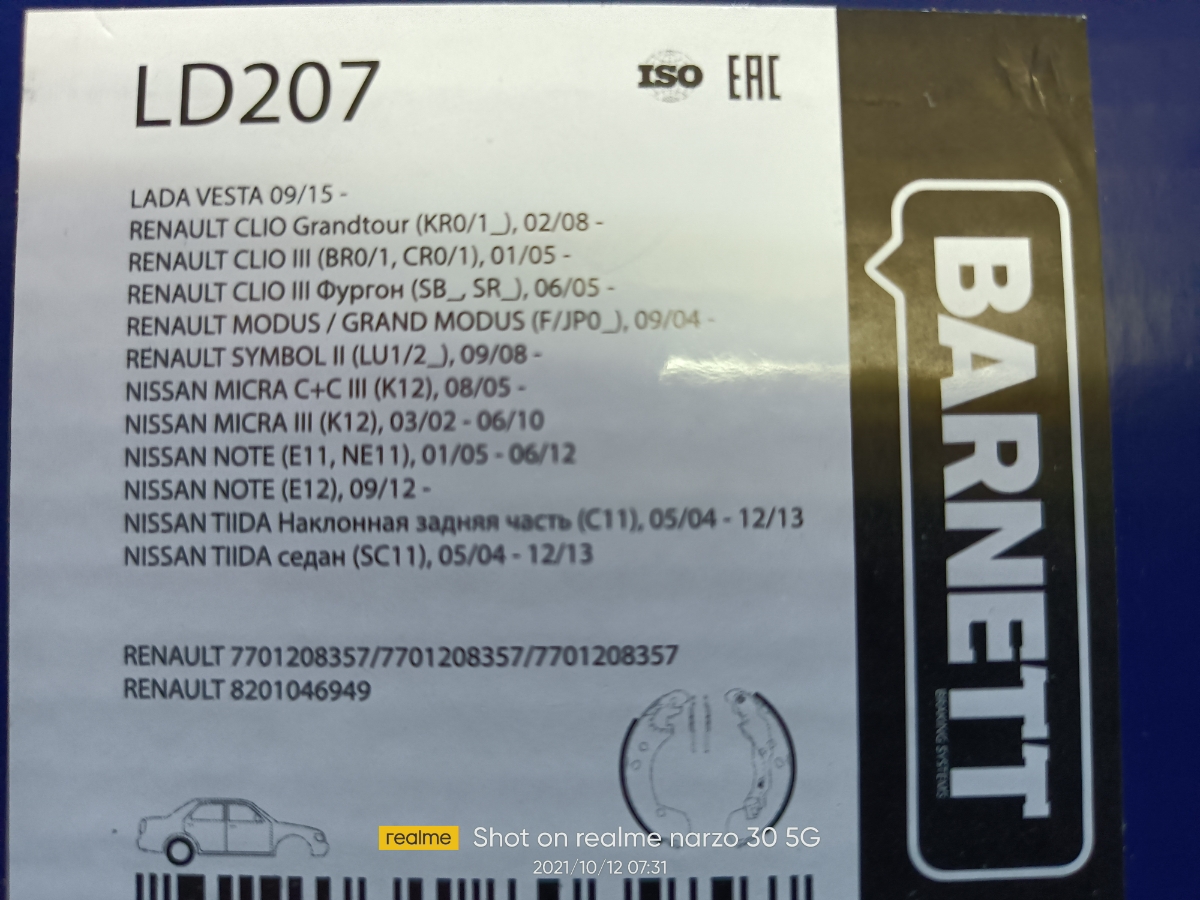 LD207
ISO
EAC
LADA VESTA 09/15 -
RENAULT CLIO Grandtour (KR0/1_), 02/08 -
RENAULT CLIO III (BR0/1, CR0/1), 01/05 -
RENAULT CLIO III Фургон (SB_, SR_), 06/05 -
RENAULT MODUS / GRAND MODUS (F/JP0_), 09/04 -
RENAULT SYMBOL II (LU1/2_), 09/08 -
NISSAN MICRA C+C III (K12), 08/05 -
NISSAN MICRA III (K12), 03/02 - 06/10
NISSAN NOTE (E11, NE11), 01/05 - 06/12
NISSAN NOTE (E12), 09/12 -
NISSAN TIIDA Наклонная задняя часть (C11), 05/04 - 12/13
NISSAN TIIDA седан (SC11), 05/04 - 12/13
RENAULT 7701208357/7701208357/7701208357
RENAULT 8201046949
BARNETT
BRAKING SYSTEMS
realme Shot on realme narzo 30 5G
2021/10/12 07:31